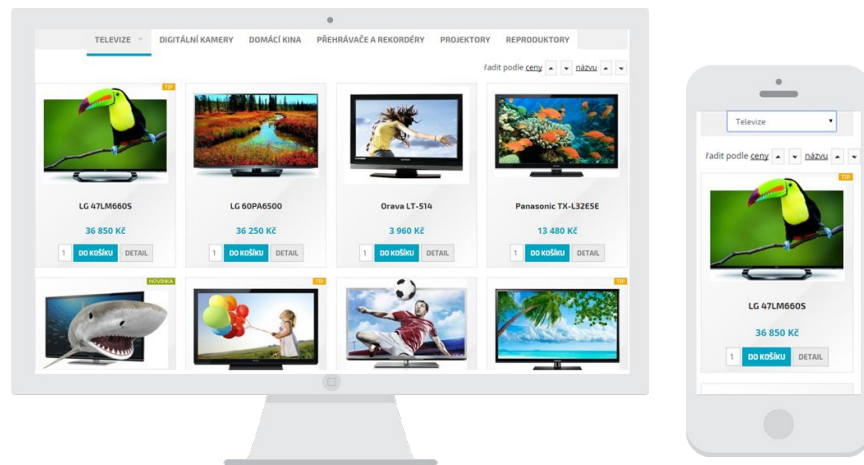 TELEVIZE DIGITÁLNÍ KAMERY DOMÁCÍ KINA PŘEHRÁVAČE A REKORDÉRY PROJEKTORY REPRODUKTORY
řadit podle ceny názvu
TIP
LG 47LM660S LG 60PA6500 Orava LT-514 Panasonic TX-L32E5E
36 850 Kč 36 250 Kč 3 960 Kč 13 480 Kč
1 DO KOŠÍKU DETAIL 1 DO KOŠÍKU DETAIL 1 DO KOŠÍKU DETAIL 1 DO KOŠÍKU DETAIL
NOVINKA TIP TIP
Televize
řadit podle ceny názvu
TIP
LG 47LM660S
36 850 Kč
1 DO KOŠÍKU DETAIL